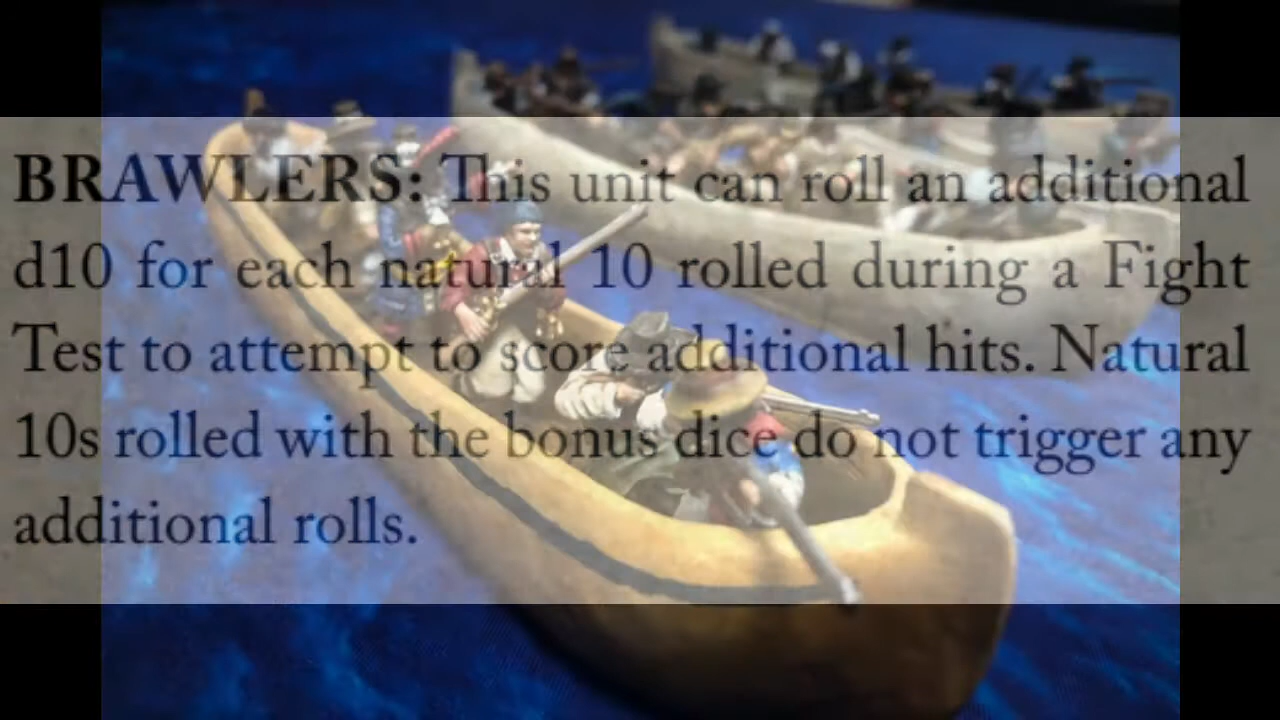 BRAWLERS: This unit can roll an additional
d10 for each natural 10 rolled during a Fight
Test to attempt to score additional hits. Natural
10s rolled with the bonus dice do not trigger any
additional rolls.